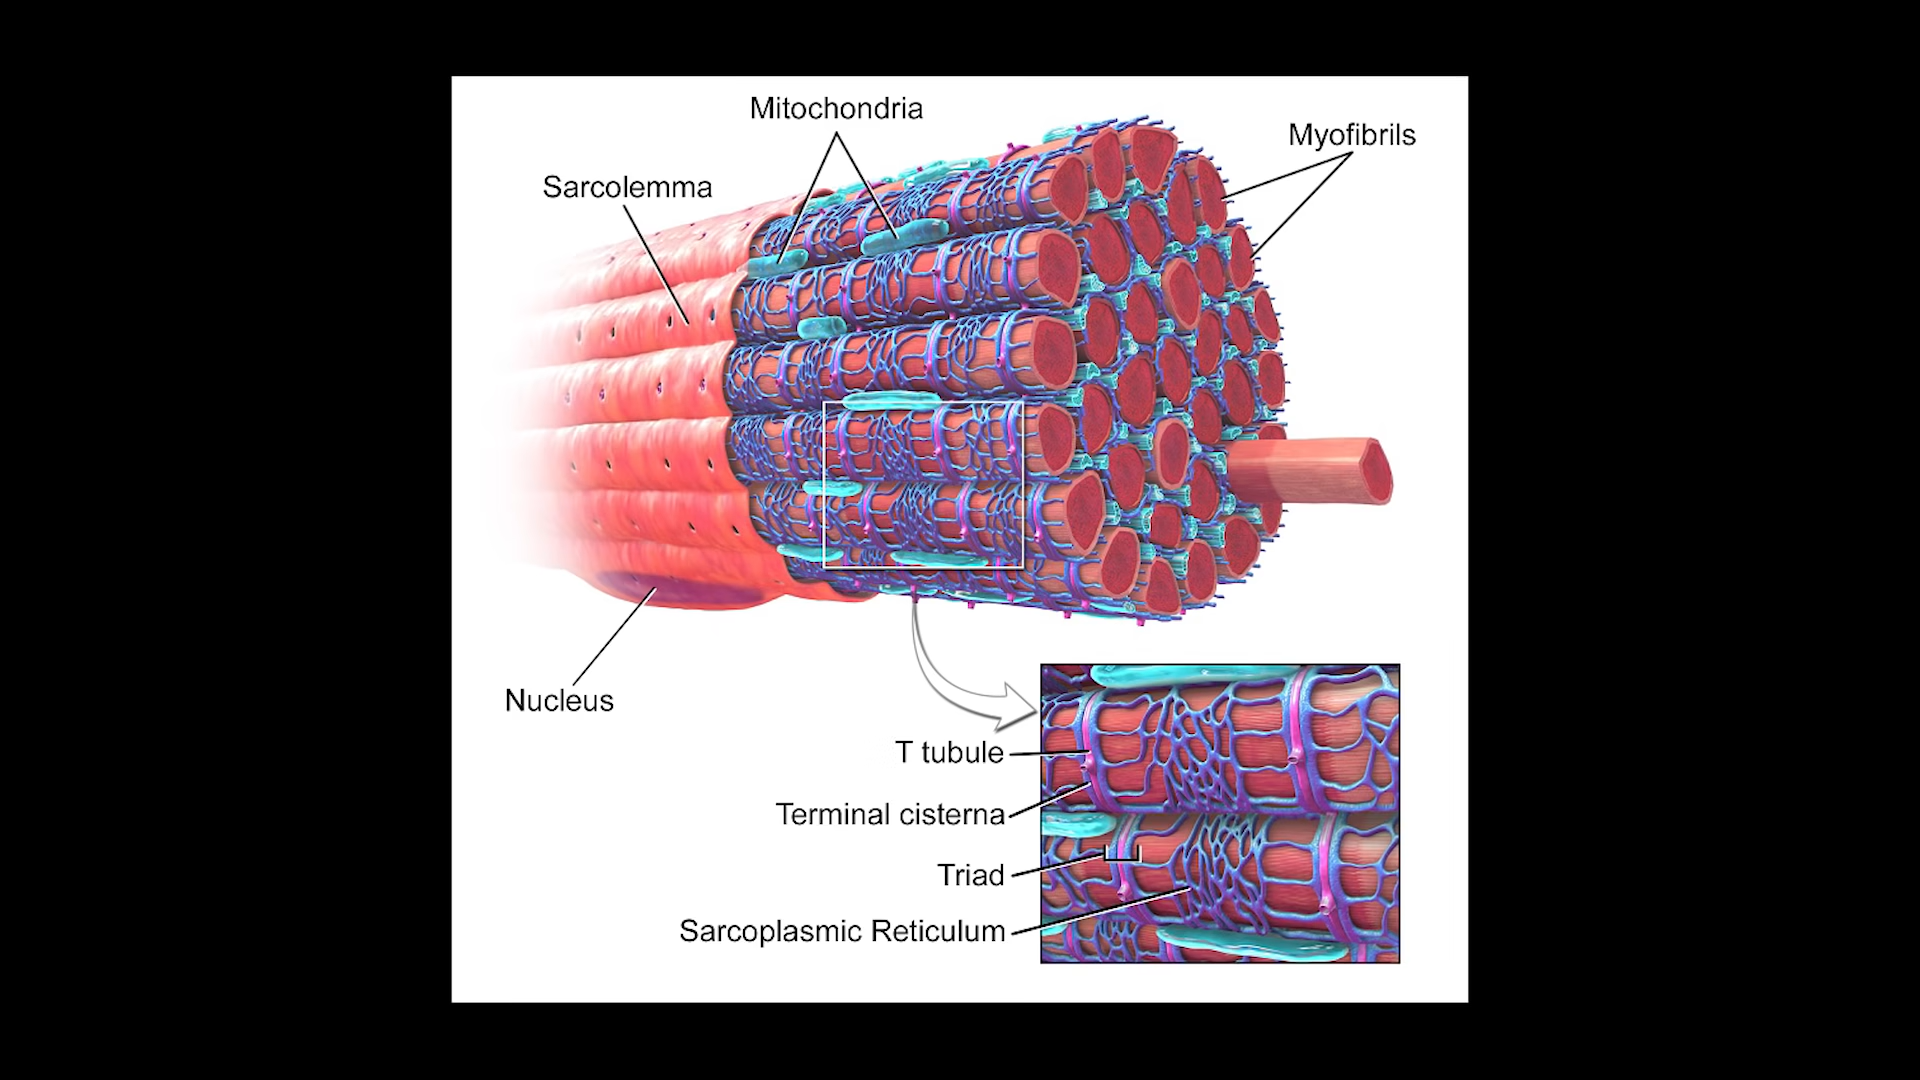 Mitochondria
Myofibrils
Sarcolemma
Nucleus
T tubule
Terminal cisterna
Triad
Sarcoplasmic Reticulum